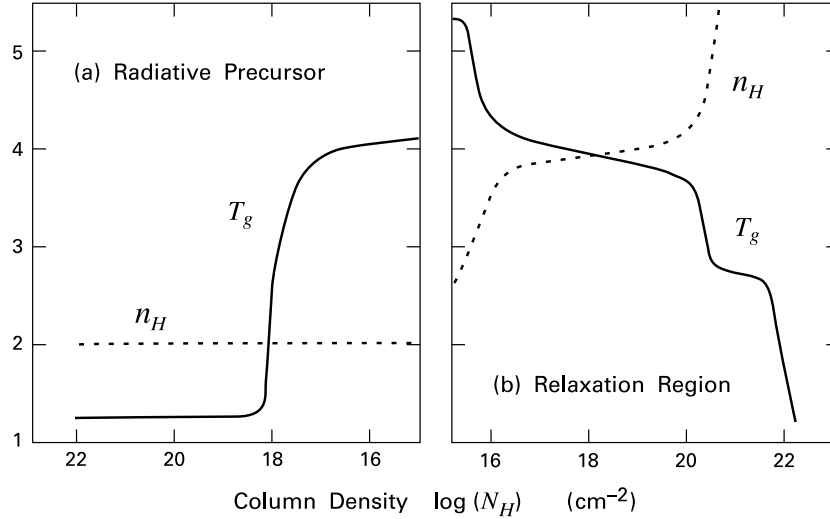 5
4
3
2
1
(a) Radiative Precursor
T_g
n_H
22 20 18 16
n_H
T_g
(b) Relaxation Region
16 18 20 22
Column Density log (N_H) (cm⁻²)